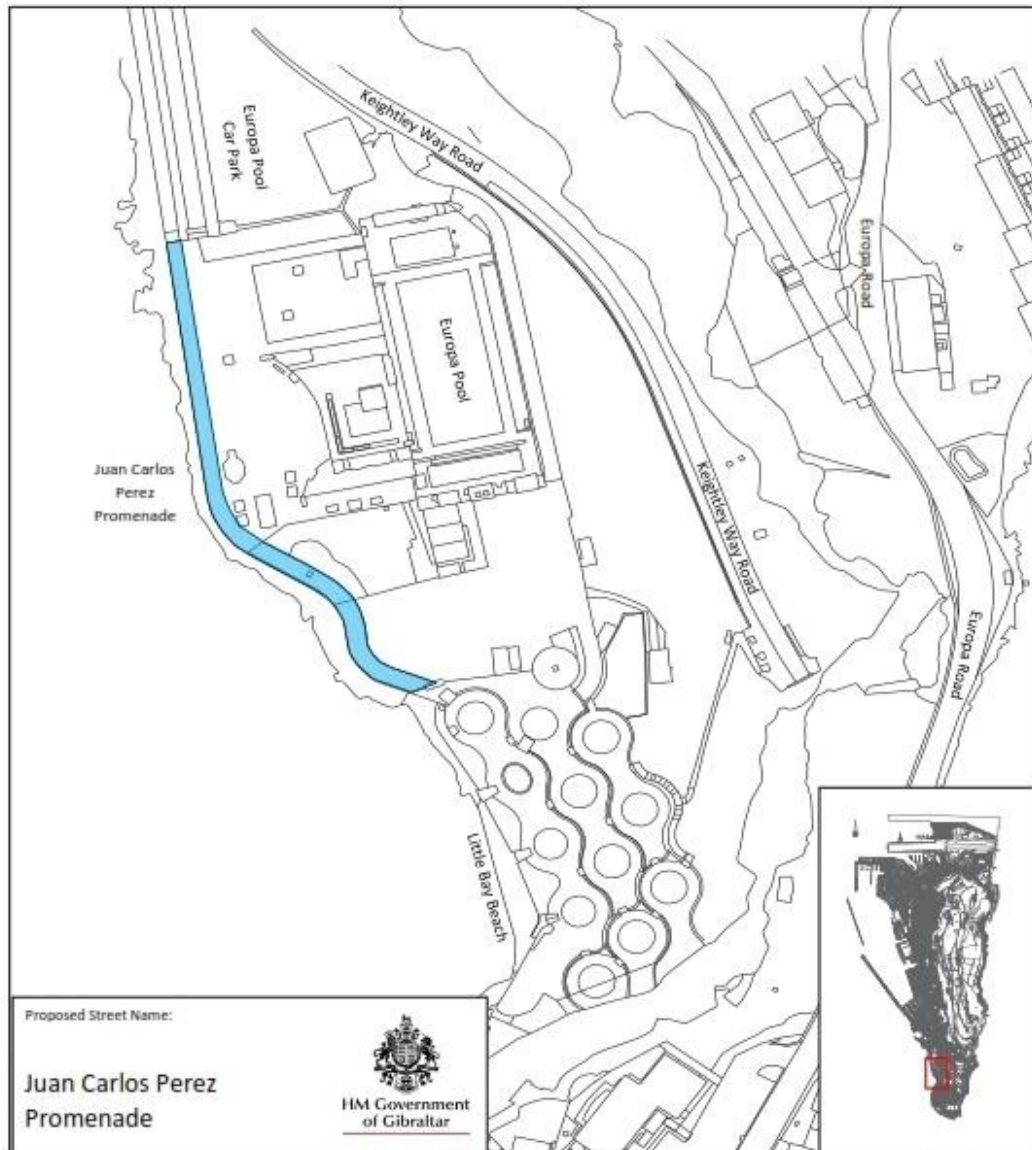 Europa Pool
Car Park
Keightley Way Road
Europa Road
Europa Pool
Juan Carlos
Perez
Promenade
Keightley Way Road
Europa Road
Little Bay Beach
Proposed Street Name:
Juan Carlos Perez
Promenade
HM Government
of Gibraltar